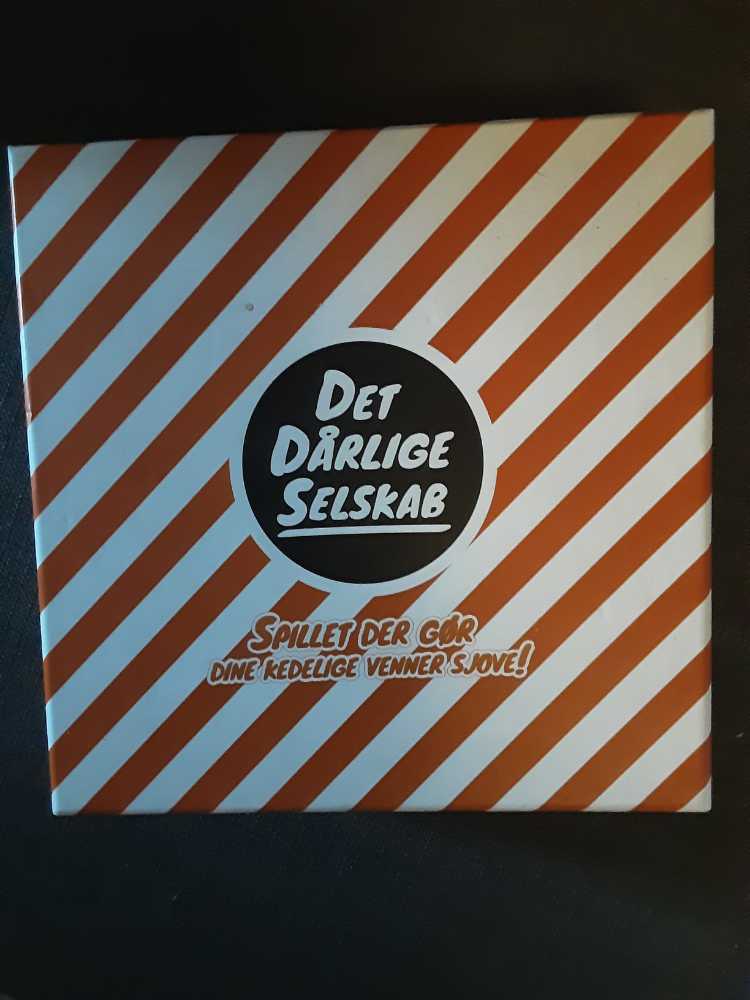 DET
DÅRLIGE
SELSKAB
SPILLET DER GØR
DINE KEDELIGE VENNER SJOVE!